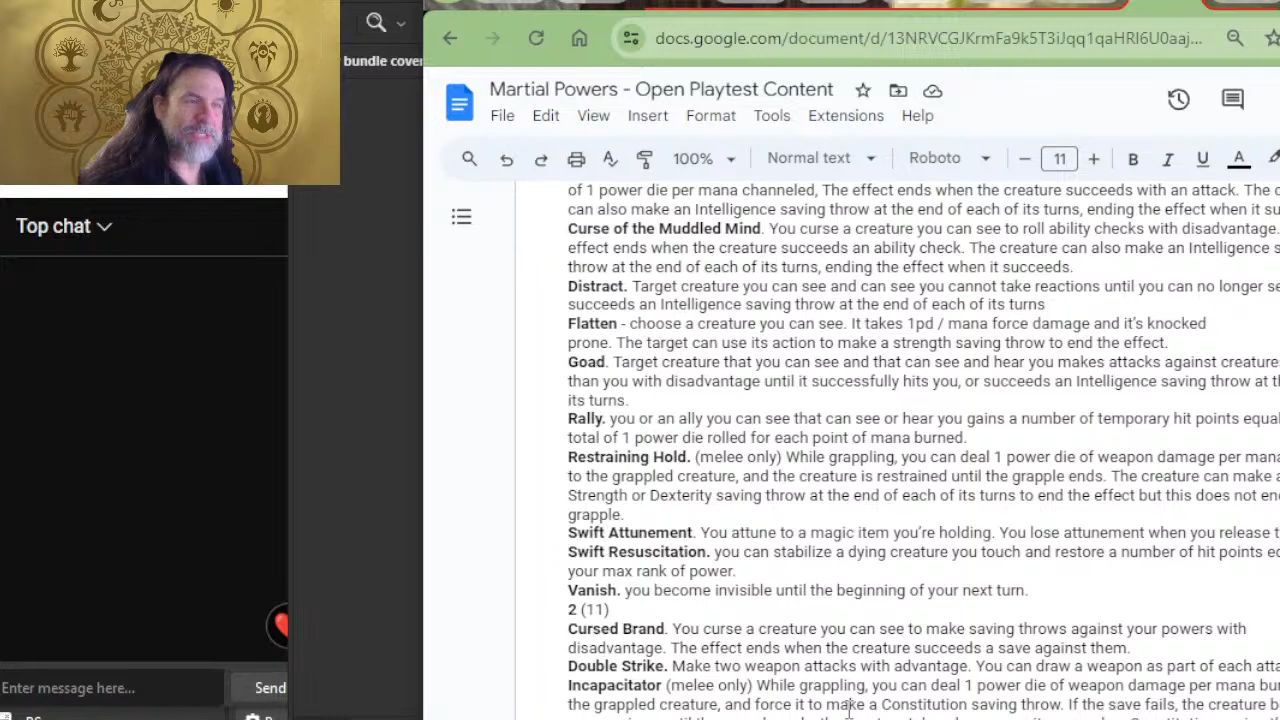 bundle cover
docs.google.com/document/d/13NRVCGJKrmFa9k5T3iJqq1qaHRI6U0aaj...
Martial Powers - Open Playtest Content
File Edit View Insert Format Tools Extensions Help
100% Normal text Roboto 11 B I U A
of 1 power die per mana channeled, The effect ends when the creature succeeds with an attack. The
can also make an Intelligence saving throw at the end of each of its turns, ending the effect when it
Curse of the Muddled Mind. You curse a creature you can see to roll ability checks with disadvantage.
effect ends when the creature succeeds an ability check. The creature can also make an Intelligence
throw at the end of each of its turns, ending the effect when it succeeds.
Distract. Target creature you can see and can see you cannot take reactions until you can no longer
succeeds an Intelligence saving throw at the end of each of its turns
Flatten - choose a creature you can see. It takes 1pd / mana force damage and it's knocked
prone. The target can use its action to make a strength saving throw to end the effect.
Goad. Target creature that you can see and that can see and hear you makes attacks against creature
than you with disadvantage until it successfully hits you, or succeeds an Intelligence saving throw at
its turns.
Rally. you or an ally you can see that can see or hear you gains a number of temporary hit points
total of 1 power die rolled for each point of mana burned.
Restraining Hold. (melee only) While grappling, you can deal 1 power die of weapon damage per mana
to the grappled creature, and the creature is restrained until the grapple ends. The creature can make
Strength or Dexterity saving throw at the end of each of its turns to end the effect but this does not
grapple.
Swift Attunement. You attune to a magic item you're holding. You lose attunement when you release
Swift Resuscitation. you can stabilize a dying creature you touch and restore a number of hit points
your max rank of power.
Vanish. you become invisible until the beginning of your next turn.
2 (11)
Cursed Brand. You curse a creature you can see to make saving throws against your powers with
disadvantage. The effect ends when the creature succeeds a save against them.
Double Strike. Make two weapon attacks with advantage. You can draw a weapon as part of each
Incapacitator (melee only) While grappling, you can deal 1 power die of weapon damage per mana
the grappled creature, and force it to make a Constitution saving throw. If the save fails, the creature
Top chat
Enter message here...
Send